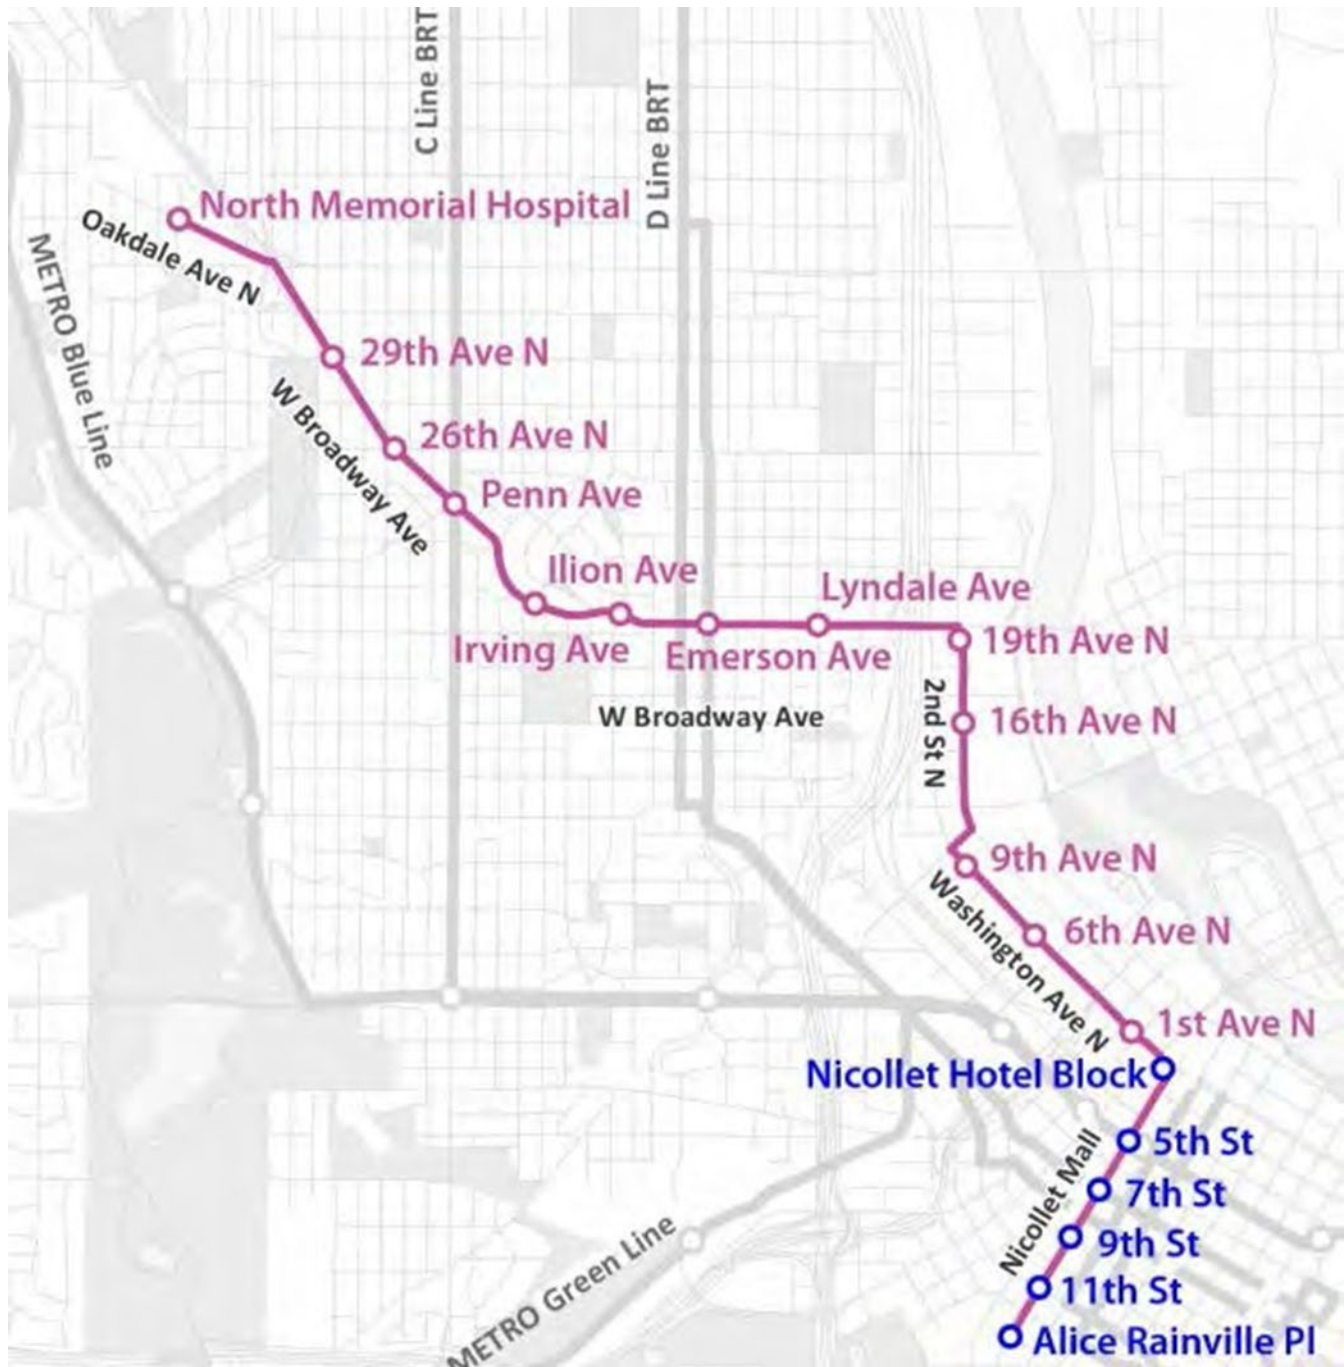 C Line BRT
D Line BRT
North Memorial Hospital
Oakdale Ave N
METRO Blue Line
29th Ave N
W Broadway Ave
26th Ave N
Penn Ave
Ilion Ave
Lyndale Ave
Irving Ave
Emerson Ave
19th Ave N
2nd St N
W Broadway Ave
16th Ave N
9th Ave N
Washington Ave N
6th Ave N
1st Ave N
Nicollet Hotel Block
Nicollet Mall
5th St
7th St
9th St
11th St
METRO Green Line
Alice Rainville Pl